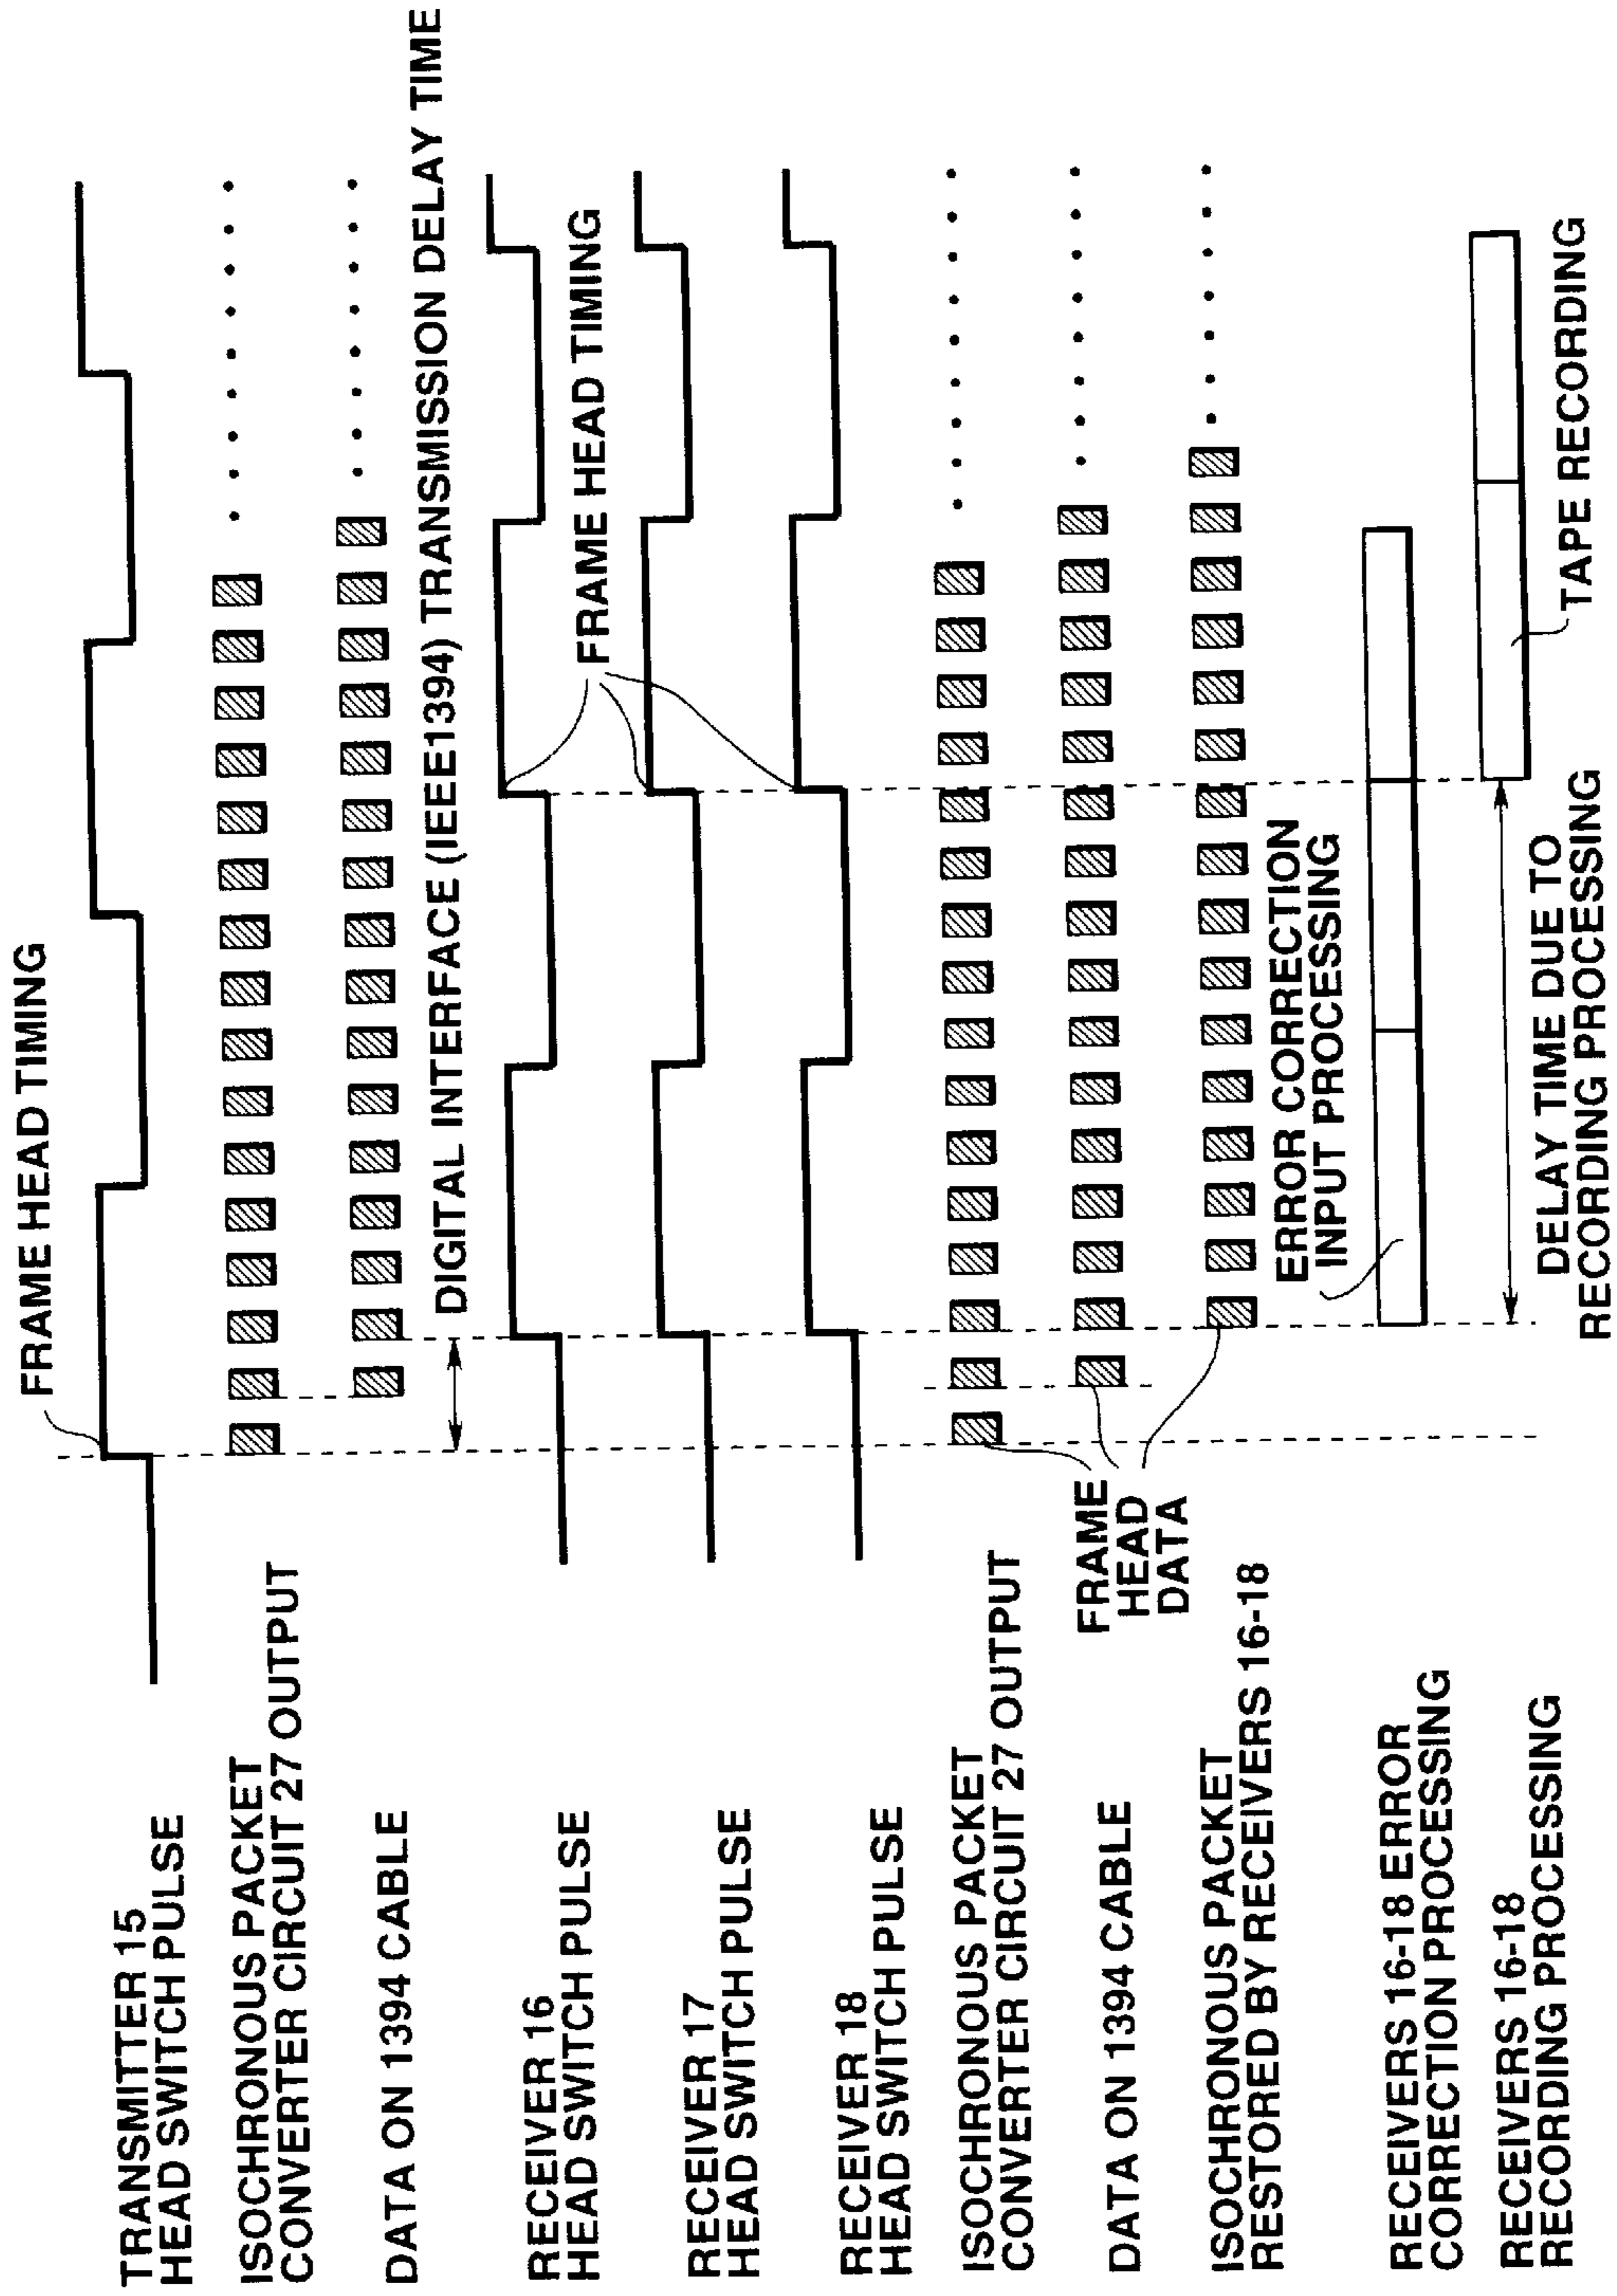 FRAME HEAD TIMING
TRANSMITTER 15
HEAD SWITCH PULSE
ISOCHRONOUS PACKET
CONVERTER CIRCUIT 27 OUTPUT
DATA ON 1394 CABLE
DIGITAL INTERFACE (IEEE1394) TRANSMISSION DELAY TIME
RECEIVER 16
HEAD SWITCH PULSE
FRAME HEAD TIMING
RECEIVER 17
HEAD SWITCH PULSE
RECEIVER 18
HEAD SWITCH PULSE
ISOCHRONOUS PACKET
CONVERTER CIRCUIT 27 OUTPUT
DATA ON 1394 CABLE
FRAME
HEAD
DATA
ISOCHRONOUS PACKET
RESTORED BY RECEIVERS 16-18
ERROR CORRECTION
INPUT PROCESSING
RECEIVERS 16-18 ERROR
CORRECTION PROCESSING
RECEIVERS 16-18
RECORDING PROCESSING
DELAY TIME DUE TO
RECORDING PROCESSING
TAPE RECORDING